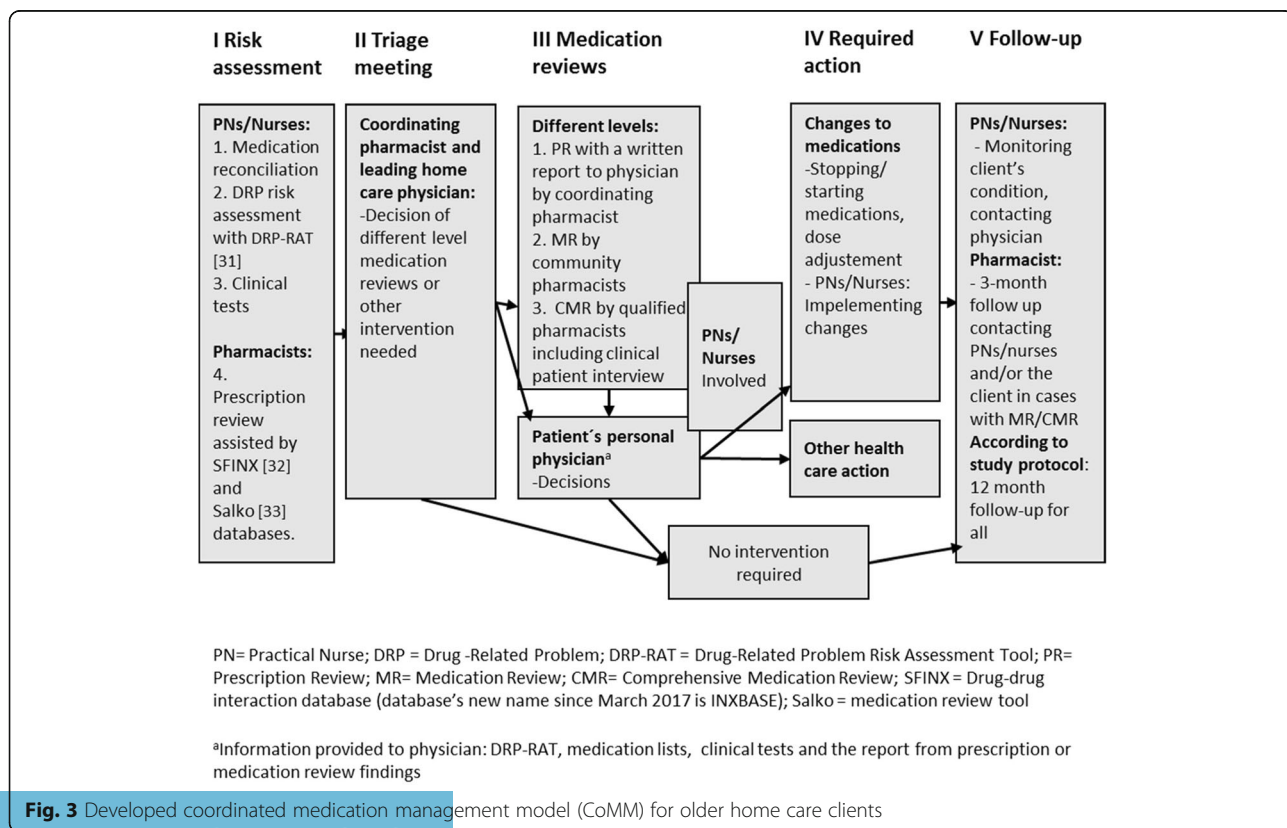 I Risk
assessment
II Triage
meeting
III Medication
reviews
IV Required
action
V Follow-up
PNs/Nurses:
1. Medication
reconciliation
2. DRP risk
assessment
with DRP-RAT
[31]
3. Clinical
tests
Pharmacists:
4.
Prescription
review
assisted by
SFINX [32]
and
Salko [33]
databases.
Coordinating
pharmacist and
leading home
care physician:
-Decision of
different level
medication
reviews or
other
intervention
needed
Different levels:
1. PR with a written
report to physician
by coordinating
pharmacist
2. MR by
community
pharmacists
3. CMR by qualified
pharmacists
including clinical
patient interview
PNs/
Nurses
Involved
Patient´s personal
physicianᵃ
-Decisions
Changes to
medications
-Stopping/
starting
medications,
dose
adjustement
- PNs/Nurses:
Impelementing
changes
Other health
care action
No intervention
required
PNs/Nurses:
- Monitoring
client’s
condition,
contacting
physician
Pharmacist:
- 3-month
follow up
contacting
PNs/nurses
and/or the
client in cases
with MR/CMR
According to
study protocol:
12 month
follow-up for
all
PN= Practical Nurse; DRP = Drug -Related Problem; DRP-RAT = Drug-Related Problem Risk Assessment Tool; PR=
Prescription Review; MR= Medication Review; CMR= Comprehensive Medication Review; SFINX = Drug-drug
interaction database (database’s new name since March 2017 is INXBASE); Salko = medication review tool
ᵃInformation provided to physician: DRP-RAT, medication lists, clinical tests and the report from prescription or
medication review findings
Fig. 3 Developed coordinated medication management model (CoMM) for older home care clients